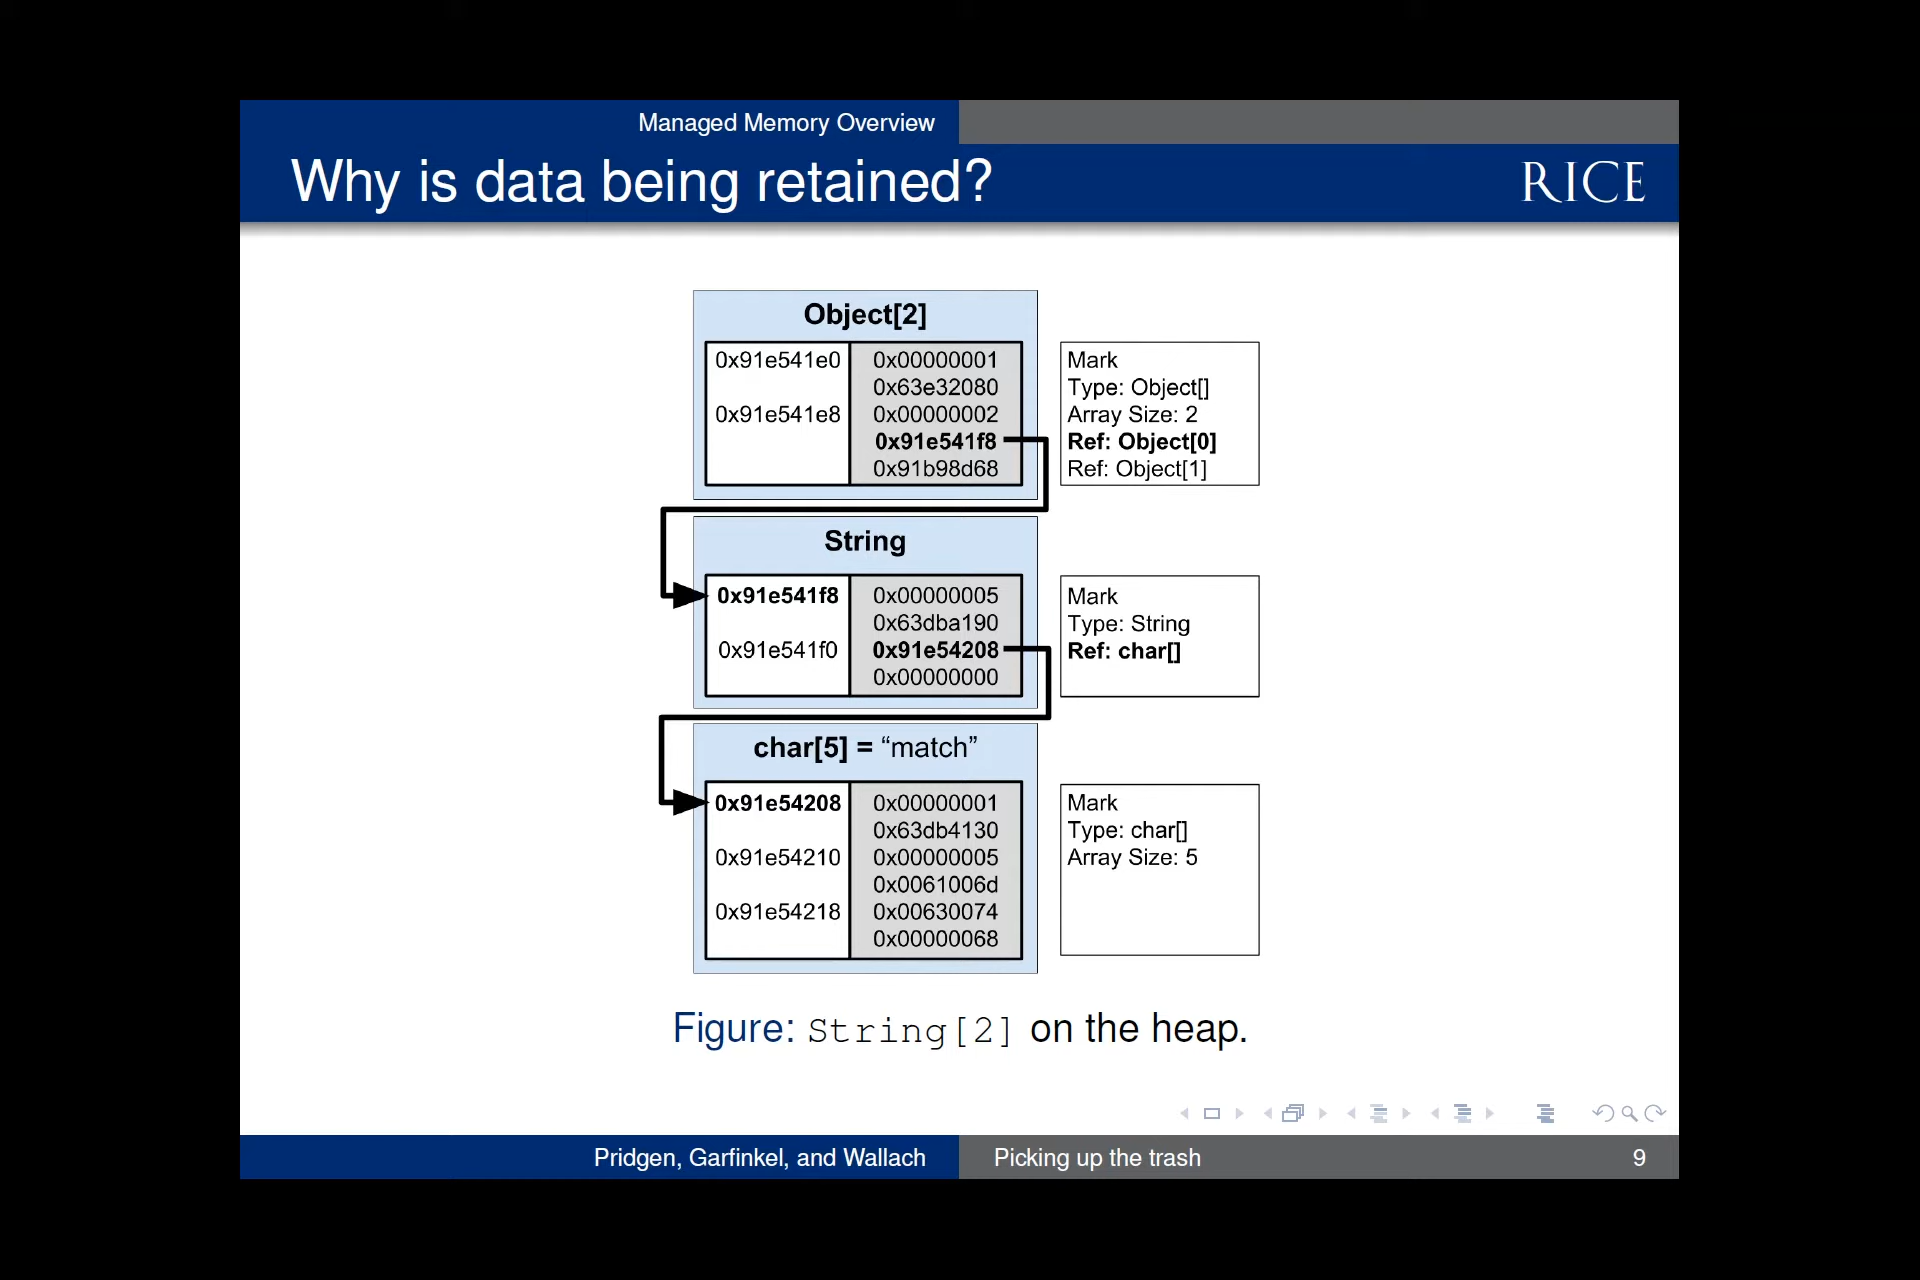 Managed Memory Overview
Why is data being retained?
RICE
Object[2]
0x91e541e0 0x00000001 Mark
0x63e32080 Type: Object[]
0x91e541e8 0x00000002 Array Size: 2
0x91e541f8 Ref: Object[0]
0x91b98d68 Ref: Object[1]
String
0x91e541f8 0x00000005 Mark
0x63dba190 Type: String
0x91e541f0 0x91e54208 Ref: char[]
0x00000000
char[5] = “match”
0x91e54208 0x00000001 Mark
0x63db4130 Type: char[]
0x91e54210 0x00000005 Array Size: 5
0x0061006d
0x91e54218 0x00630074
0x00000068
Figure: String[2] on the heap.
Pridgen, Garfinkel, and Wallach Picking up the trash 9